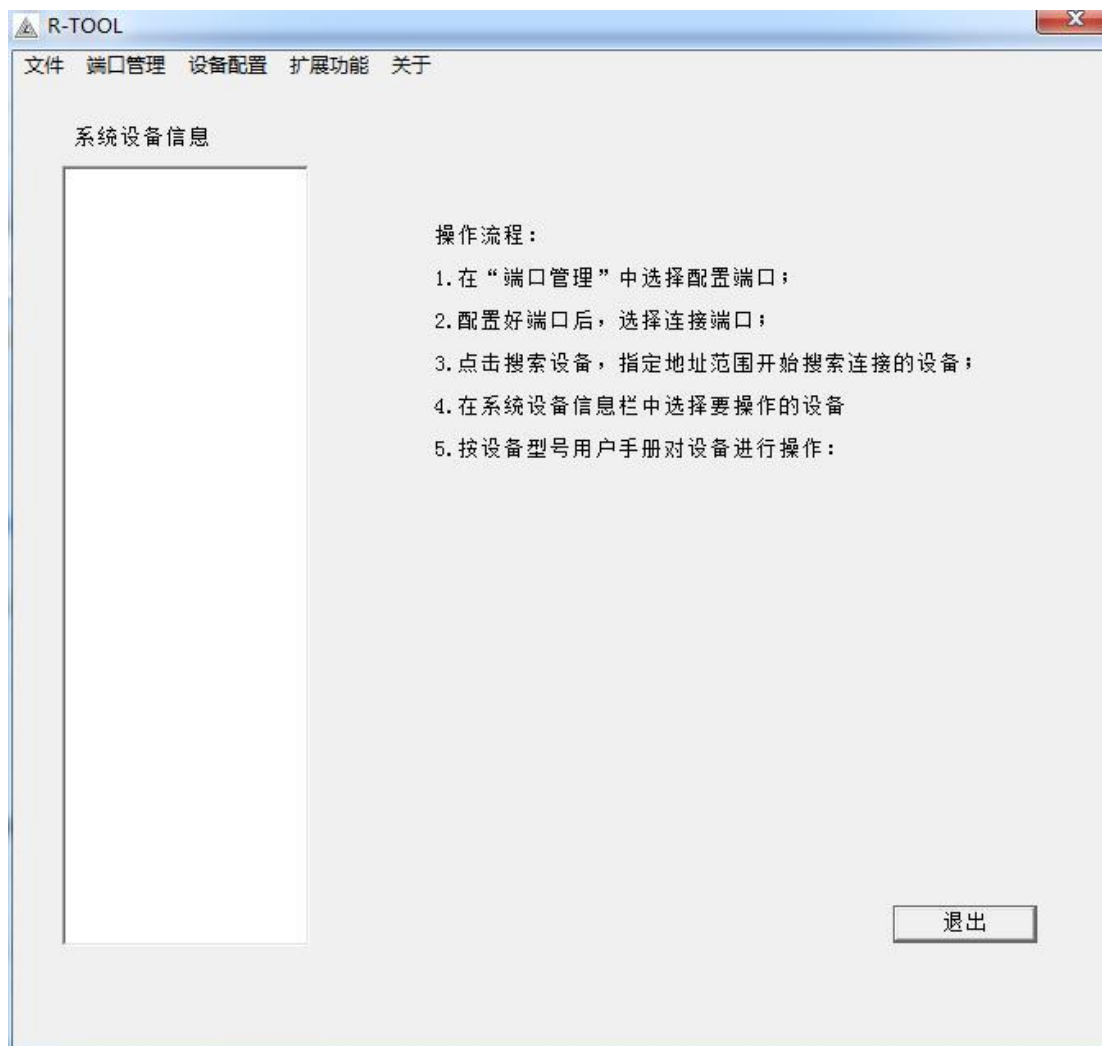 R-TOOL
文件 端口管理 设备配置 扩展功能 关于
系统设备信息
操作流程：
1.在“端口管理”中选择配置端口；
2.配置好端口后，选择连接端口；
3.点击搜索设备，指定地址范围开始搜索连接的设备；
4.在系统设备信息栏中选择要操作的设备
5.按设备型号用户手册对设备进行操作：
退出